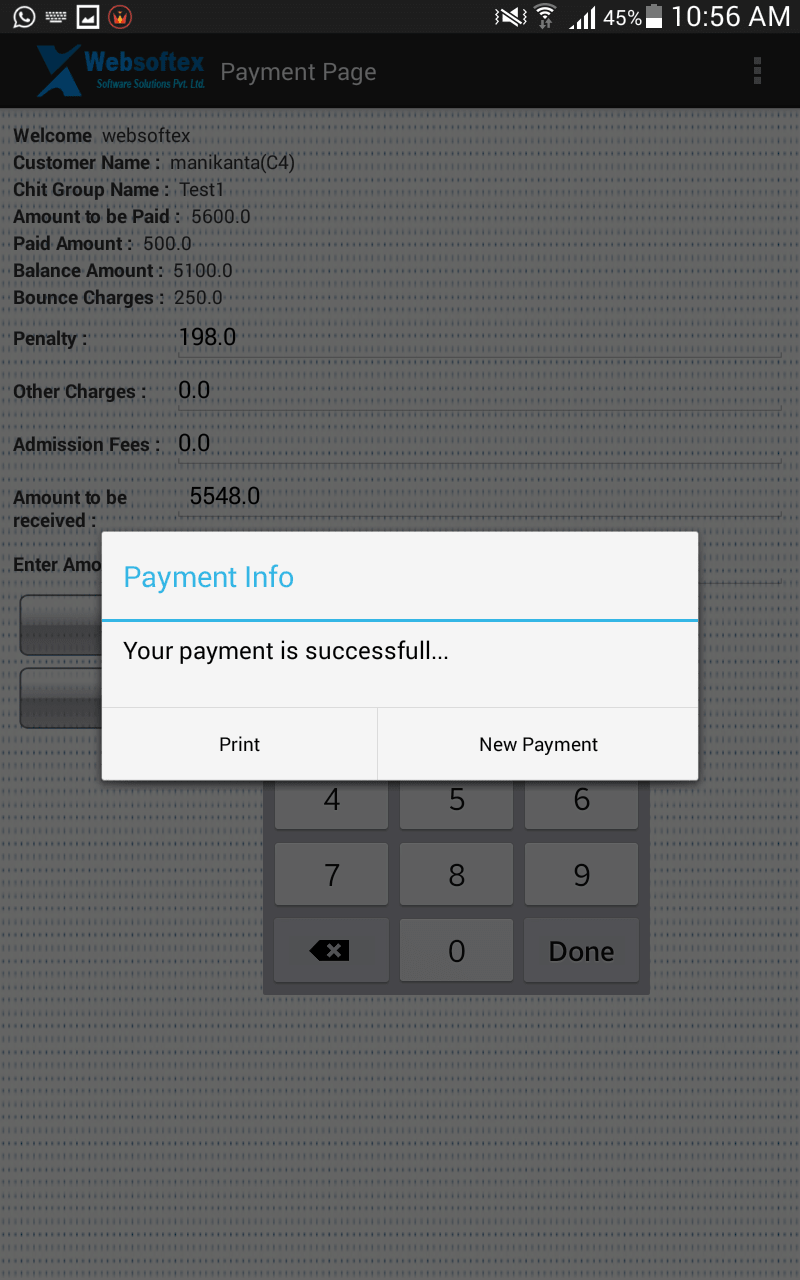 45% 10:56 AM
Websoftex
Software Solutions Pvt. Ltd.
Payment Page
Welcome websoftex
Customer Name : manikanta(C4)
Chit Group Name : Test1
Amount to be Paid : 5600.0
Paid Amount : 500.0
Balance Amount : 5100.0
Bounce Charges : 250.0
Penalty : 198.0
Other Charges : 0.0
Admission Fees : 0.0
Amount to be
received :
5548.0
Enter Amo
Payment Info
Your payment is successfull...
Print New Payment
4 5 6
7 8 9
0 Done